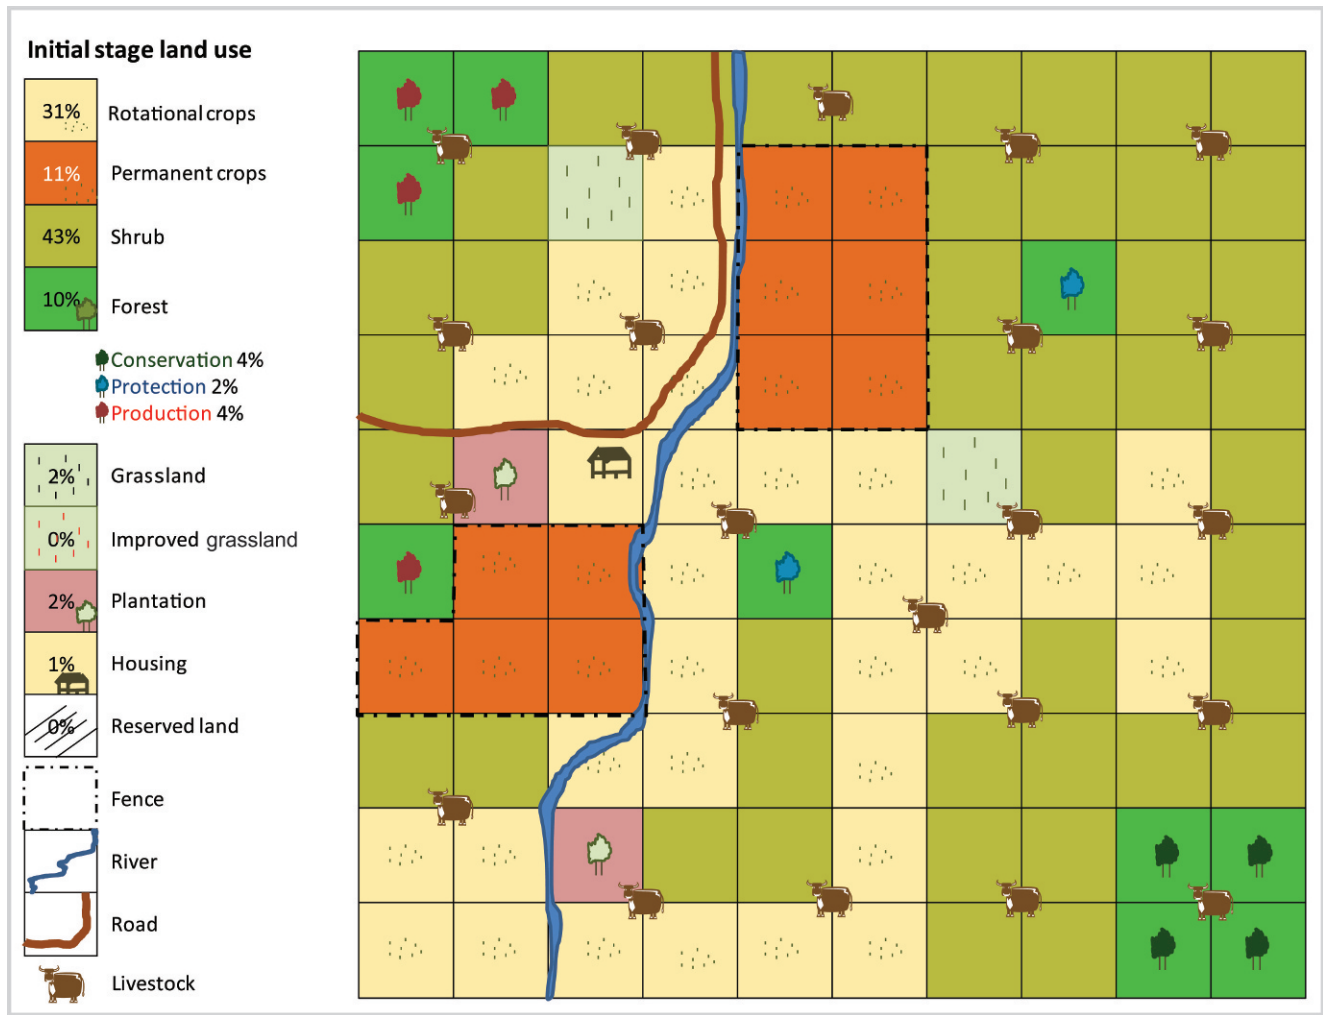 Initial stage land use
31% Rotational crops
11% Permanent crops
43% Shrub
10% Forest
Conservation 4%
Protection 2%
Production 4%
2% Grassland
0% Improved grassland
2% Plantation
1% Housing
0% Reserved land
Fence
River
Road
Livestock